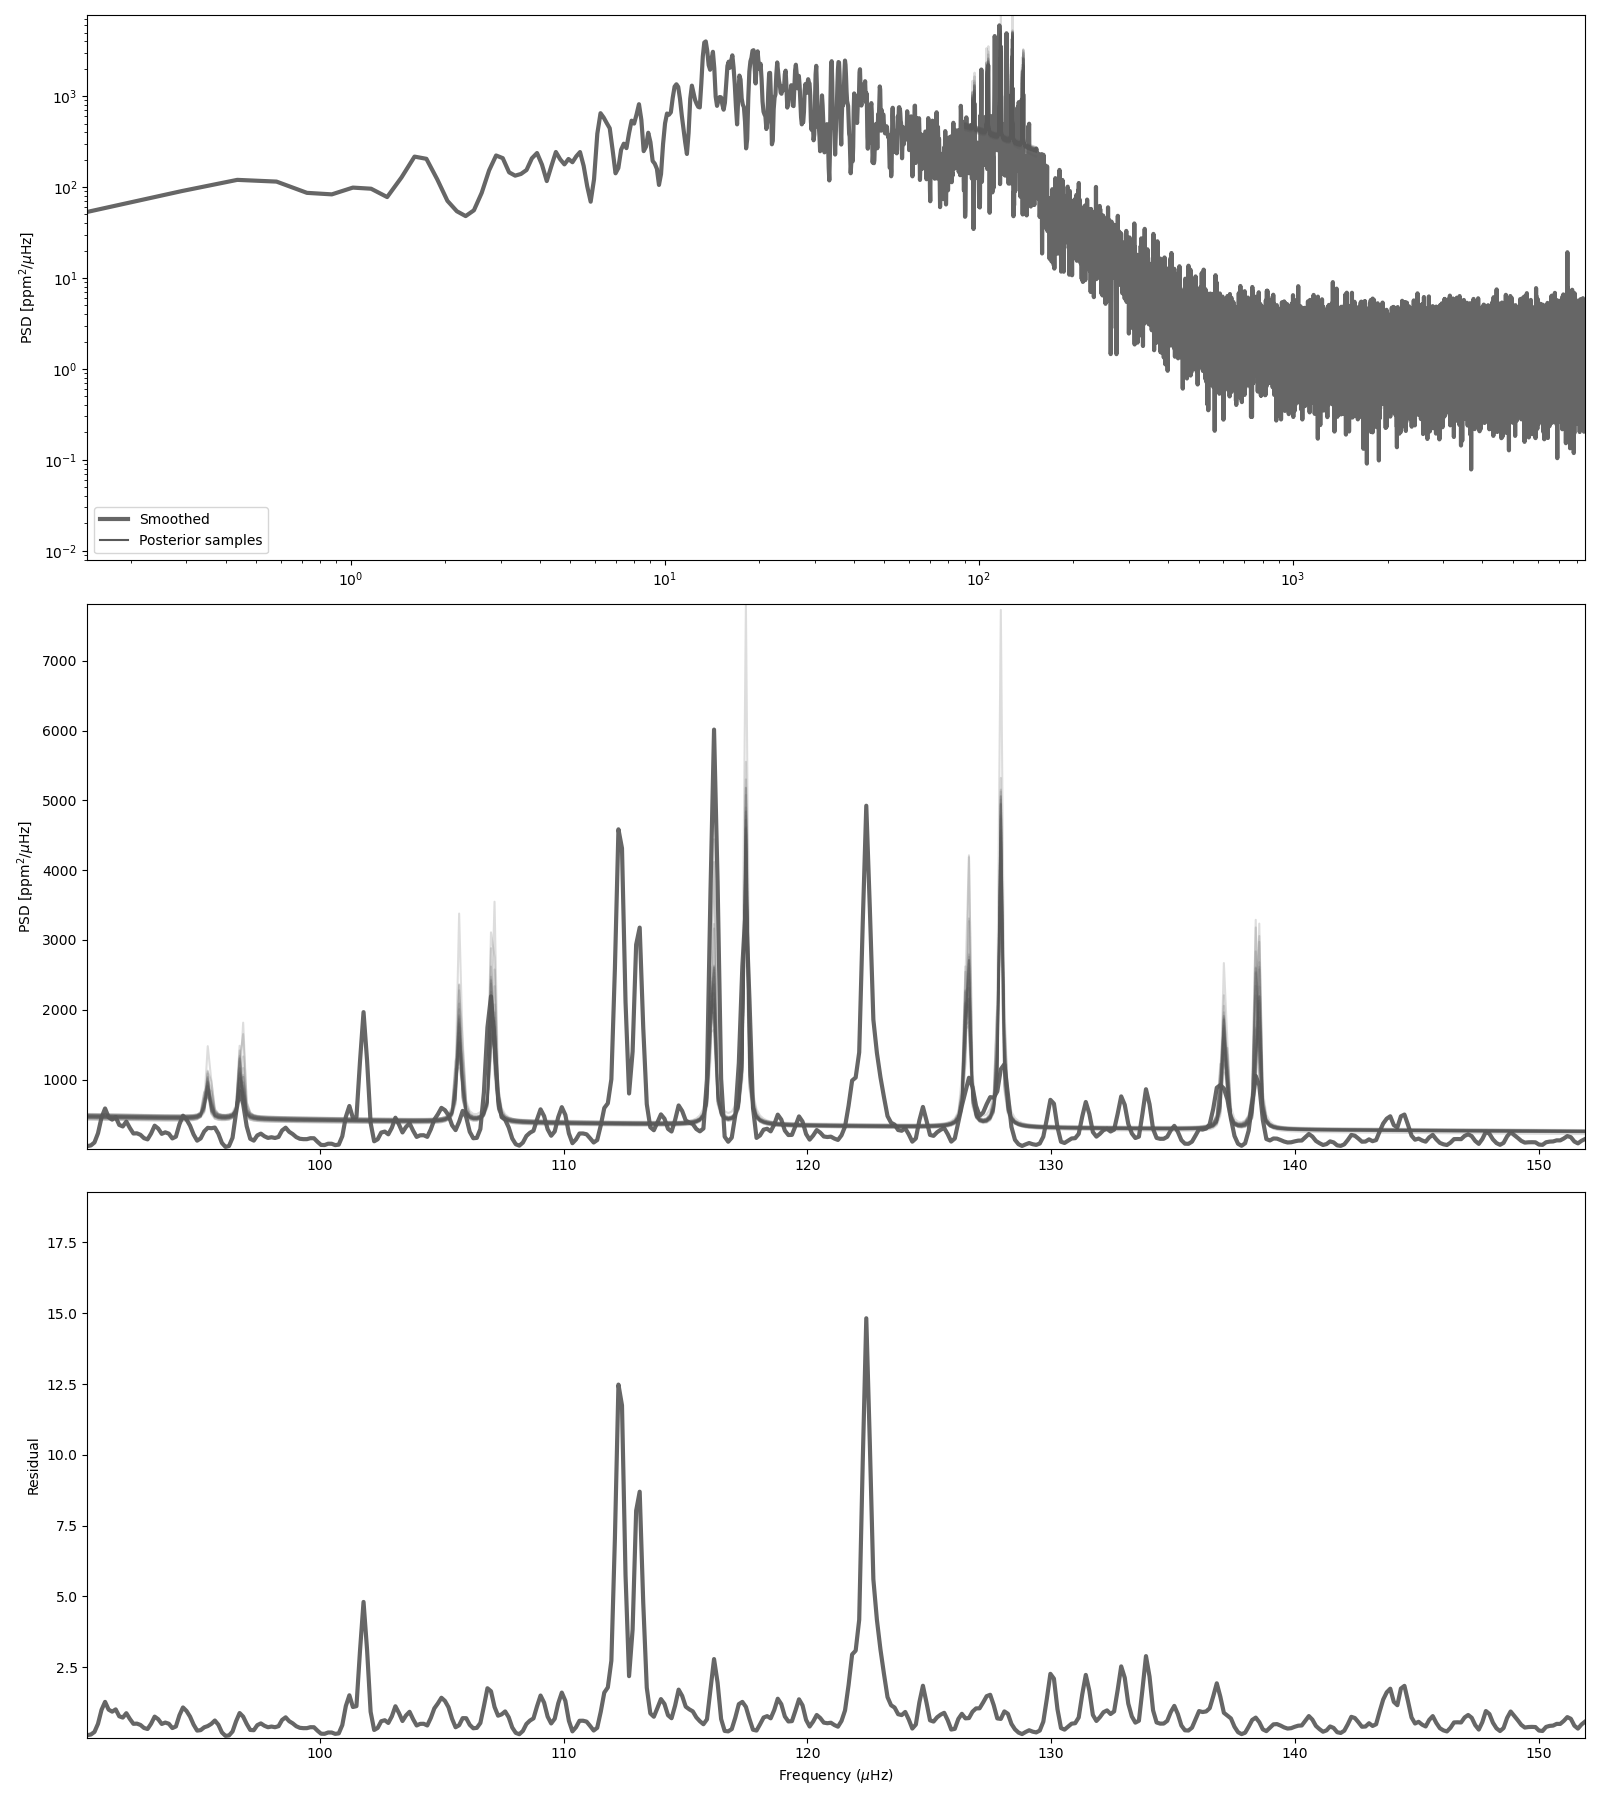 10³
10²
10¹
10⁰
10⁻¹
10⁻²
PSD [ppm²/μHz]
Smoothed
Posterior samples
10⁰ 10¹ 10² 10³
7000
6000
5000
4000
3000
2000
1000
PSD [ppm²/μHz]
100 110 120 130 140 150
17.5
15.0
12.5
10.0
7.5
5.0
2.5
Residual
100 110 120 130 140 150
Frequency (μHz)